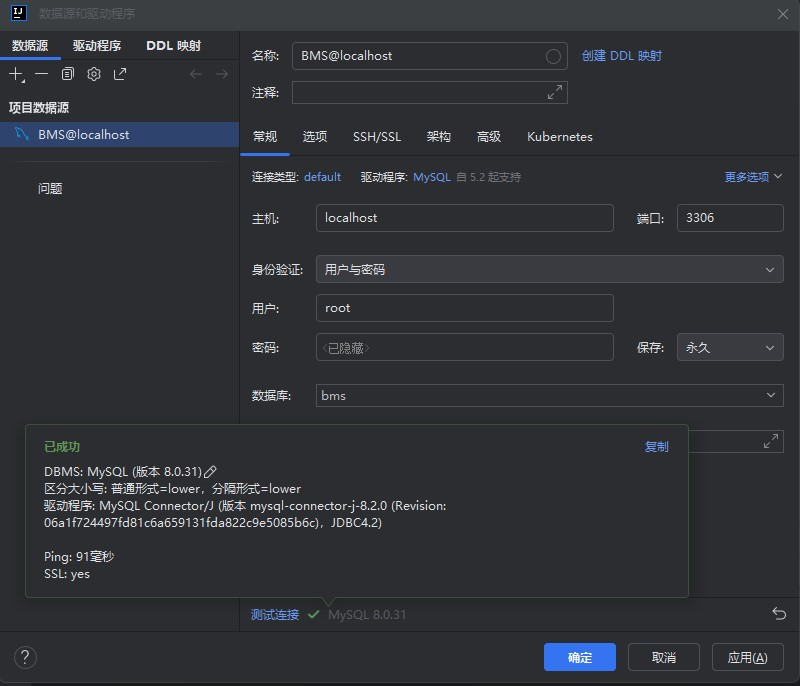 IJ 数据源和驱动程序
数据源 驱动程序 DDL 映射
项目数据源
BMS@localhost
问题
名称: BMS@localhost 创建 DDL 映射
注释:
常规 选项 SSH/SSL 架构 高级 Kubernetes
连接类型: default 驱动程序: MySQL 自 5.2 起支持 更多选项
主机: localhost 端口: 3306
身份验证: 用户与密码
用户: root
密码: <已隐藏> 保存: 永久
数据库: bms
已成功 复制
DBMS: MySQL (版本 8.0.31)
区分大小写: 普通形式=lower, 分隔形式=lower
驱动程序: MySQL Connector/J (版本 mysql-connector-j-8.2.0 (Revision:
06a1f724497fd81c6a659131fda822c9e5085b6c), JDBC4.2)
Ping: 91毫秒
SSL: yes
测试连接 MySQL 8.0.31
? 确定 取消 应用(A)